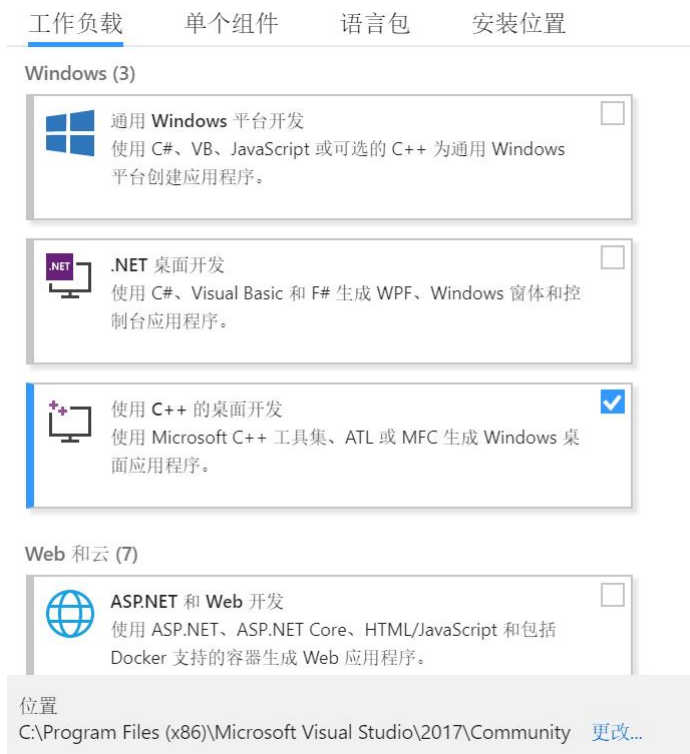 工作负载 单个组件 语言包 安装位置
Windows (3)
通用 Windows 平台开发
使用 C#、VB、JavaScript 或可选的 C++ 为通用 Windows
平台创建应用程序。
.NET
.NET 桌面开发
使用 C#、Visual Basic 和 F# 生成 WPF、Windows 窗体和控
制台应用程序。
使用 C++ 的桌面开发
使用 Microsoft C++ 工具集、ATL 或 MFC 生成 Windows 桌
面应用程序。
Web 和云 (7)
ASP.NET 和 Web 开发
使用 ASP.NET、ASP.NET Core、HTML/JavaScript 和包括
Docker 支持的容器生成 Web 应用程序。
位置
C:\Program Files (x86)\Microsoft Visual Studio\2017\Community 更改...